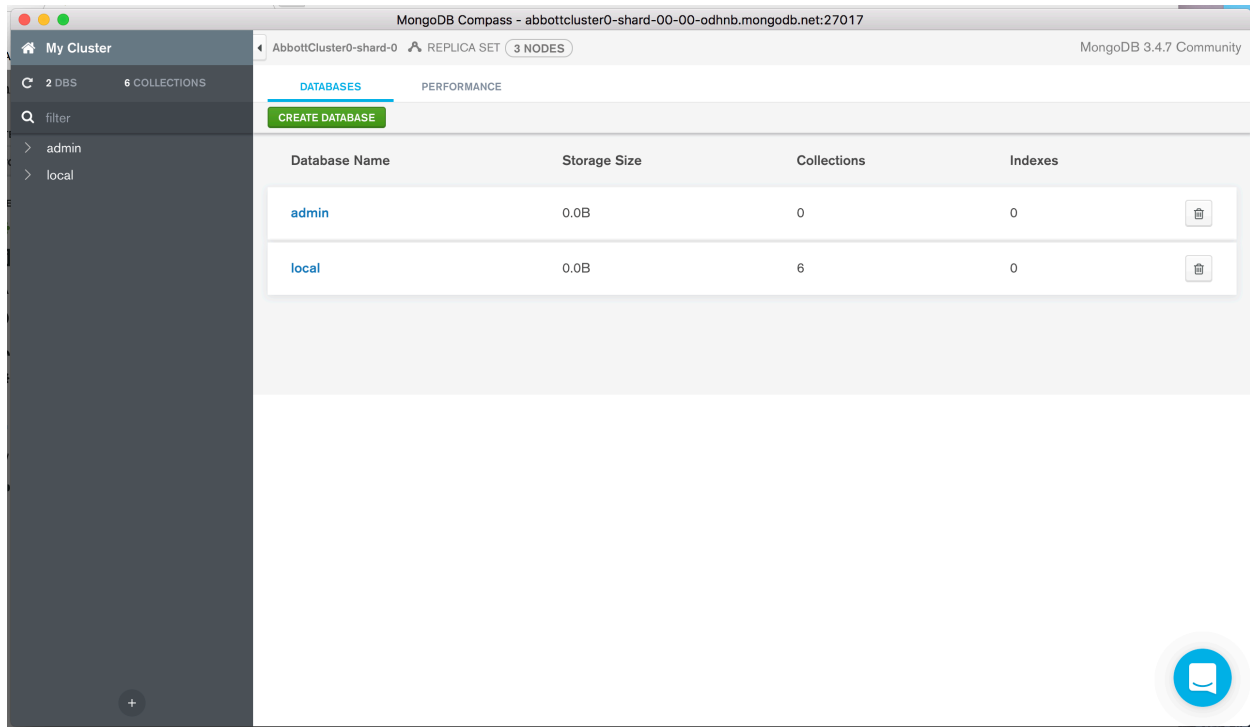 MongoDB Compass - abbottcluster0-shard-00-00-odhnb.mongodb.net:27017
My Cluster
AbbottCluster0-shard-0 REPLICA SET 3 NODES MongoDB 3.4.7 Community
2 DBS 6 COLLECTIONS
DATABASES PERFORMANCE
filter
CREATE DATABASE
admin
local
Database Name Storage Size Collections Indexes
admin 0.0B 0 0
local 0.0B 6 0